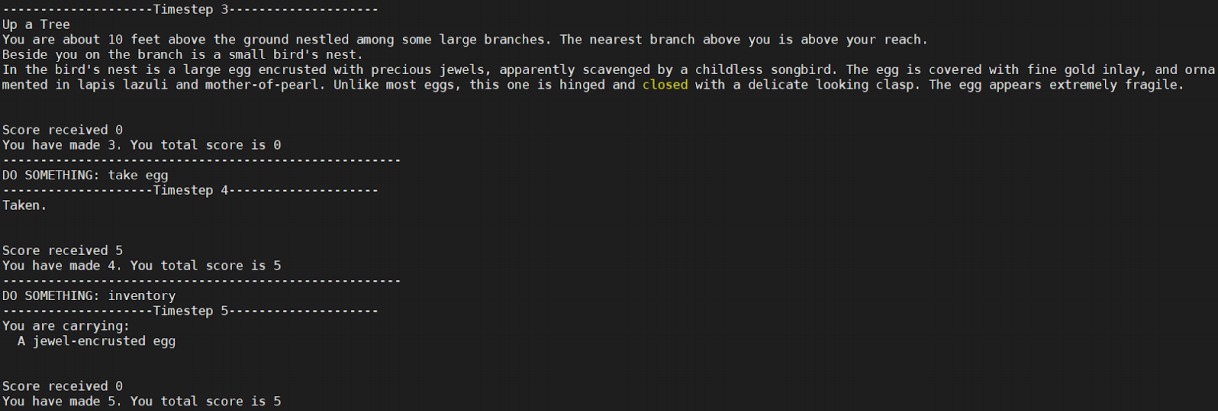 --------------------Timestep 3--------------------
Up a Tree
You are about 10 feet above the ground nestled among some large branches. The nearest branch above you is above your reach.
Beside you on the branch is a small bird's nest.
In the bird's nest is a large egg encrusted with precious jewels, apparently scavenged by a childless songbird. The egg is covered with fine gold inlay, and orna
mented in lapis lazuli and mother-of-pearl. Unlike most eggs, this one is hinged and closed with a delicate looking clasp. The egg appears extremely fragile.
Score received 0
You have made 3. You total score is 0
-----------------------------------------------------
DO SOMETHING: take egg
--------------------Timestep 4--------------------
Taken.
Score received 5
You have made 4. You total score is 5
-----------------------------------------------------
DO SOMETHING: inventory
--------------------Timestep 5--------------------
You are carrying:
  A jewel-encrusted egg
Score received 0
You have made 5. You total score is 5